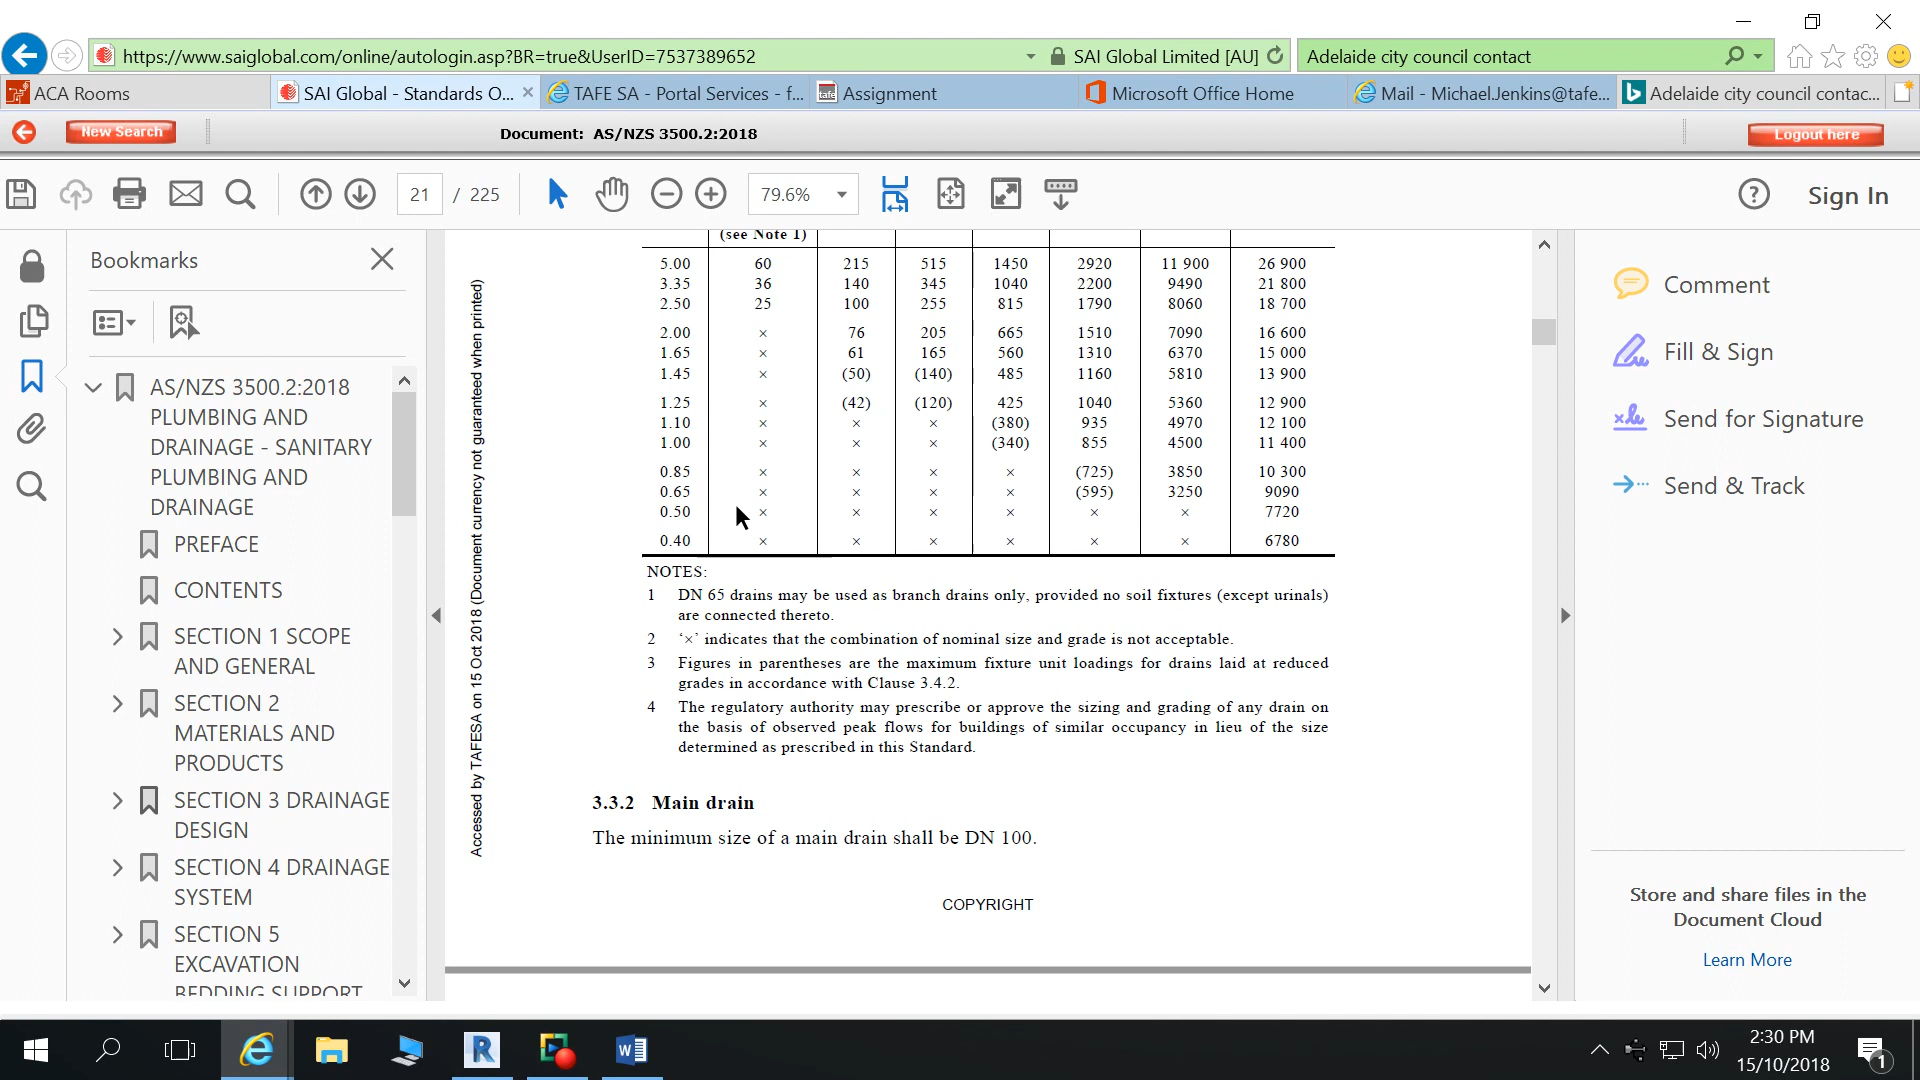 https://www.saiglobal.com/online/autologin.asp?BR=true&UserID=7537389652
SAI Global Limited [AU]
Adelaide city council contact
ACA Rooms
SAI Global - Standards O...
TAFE SA - Portal Services - f...
Assignment
Microsoft Office Home
Mail - Michael.Jenkins@tafe...
Adelaide city council contac...
New Search
Document: AS/NZS 3500.2:2018
Logout here
21 / 225
79.6%
Sign In
Bookmarks
AS/NZS 3500.2:2018
PLUMBING AND
DRAINAGE - SANITARY
PLUMBING AND
DRAINAGE
PREFACE
CONTENTS
SECTION 1 SCOPE
AND GENERAL
SECTION 2
MATERIALS AND
PRODUCTS
SECTION 3 DRAINAGE
DESIGN
SECTION 4 DRAINAGE
SYSTEM
SECTION 5
EXCAVATION
BEDDING SUPPORT
Accessed by TAFESA on 15 Oct 2018 (Document currency not guaranteed when printed)
(see Note 1)
5.00 60 215 515 1450 2920 11 900 26 900
3.35 36 140 345 1040 2200 9490 21 800
2.50 25 100 255 815 1790 8060 18 700
2.00 × 76 205 665 1510 7090 16 600
1.65 × 61 165 560 1310 6370 15 000
1.45 × (50) (140) 485 1160 5810 13 900
1.25 × (42) (120) 425 1040 5360 12 900
1.10 × × × (380) 935 4970 12 100
1.00 × × × (340) 855 4500 11 400
0.85 × × × × (725) 3850 10 300
0.65 × × × × (595) 3250 9090
0.50 × × × × × × 7720
0.40 × × × × × × 6780
NOTES:
1 DN 65 drains may be used as branch drains only, provided no soil fixtures (except urinals)
are connected thereto.
2 ‘×’ indicates that the combination of nominal size and grade is not acceptable.
3 Figures in parentheses are the maximum fixture unit loadings for drains laid at reduced
grades in accordance with Clause 3.4.2.
4 The regulatory authority may prescribe or approve the sizing and grading of any drain on
the basis of observed peak flows for buildings of similar occupancy in lieu of the size
determined as prescribed in this Standard.
3.3.2 Main drain
The minimum size of a main drain shall be DN 100.
COPYRIGHT
Comment
Fill & Sign
Send for Signature
Send & Track
Store and share files in the
Document Cloud
Learn More
2:30 PM
15/10/2018
1